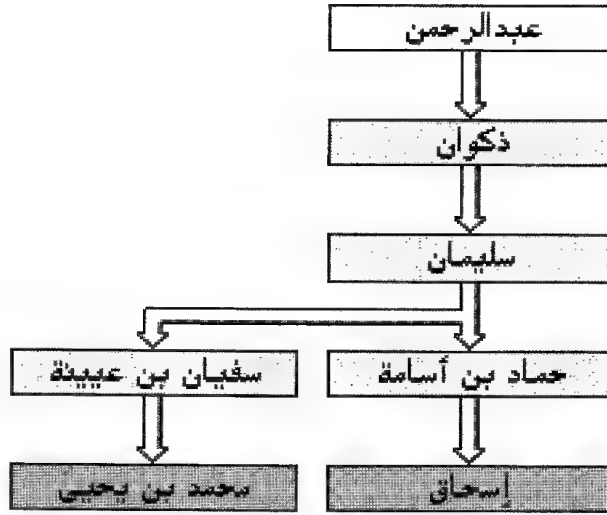 عبدالرحمن
ذكوان
سليمان
حماد بن أسامة
سفيان بن عيينة
إسحاق
محمد بن يحيى